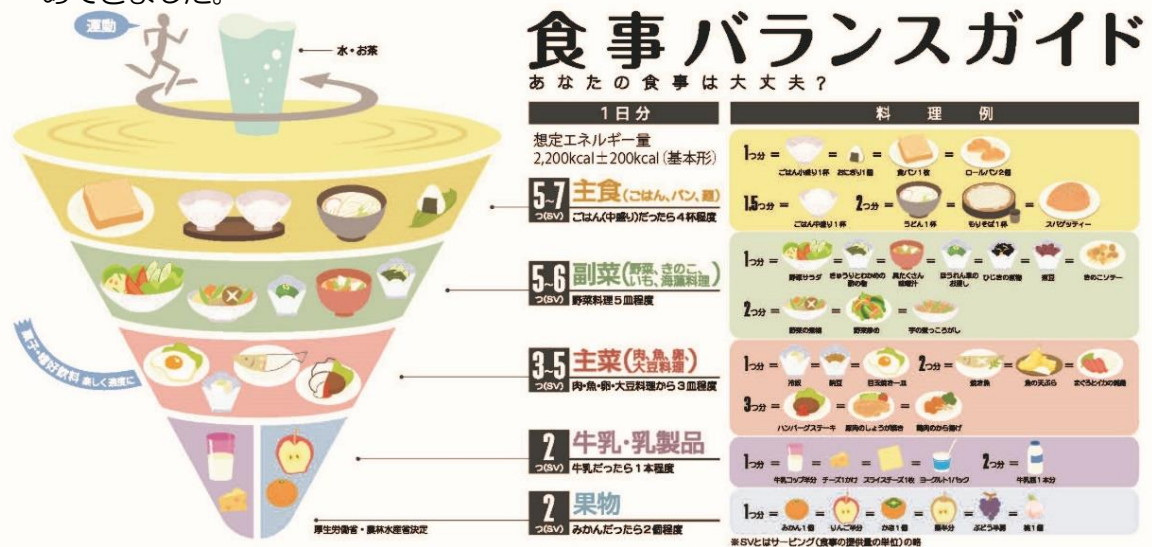 めてきました。
運動
水・お茶
食事バランスガイド
あなたの食事は大丈夫?
1日分
料理例
想定エネルギー量
2,200kcal±200kcal(基本形)
5~7 つ(SV) 主食(ごはん、パン、麺)
ごはん(中盛り)だったら4杯程度
1つ分 = ごはん小盛り1杯 = おにぎり1個 = 食パン1枚 = ロールパン2個
1.5つ分 = ごはん中盛り1杯 2つ分 = うどん1杯 = もりそば1杯 = スパゲッティー
5~6 つ(SV) 副菜(野菜、きのこ、いも、海藻料理)
野菜料理5皿程度
1つ分 = 野菜サラダ = きゅうりとわかめの酢の物 = 具たくさん味噌汁 = ほうれん草のお浸し = ひじきの煮物 = 煮豆 = きのこソテー
2つ分 = 野菜の煮物 = 野菜炒め = 芋の煮っころがし
3~5 つ(SV) 主菜(肉、魚、卵、大豆料理)
肉・魚・卵・大豆料理から3皿程度
1つ分 = 冷奴 = 納豆 = 目玉焼き一皿 2つ分 = 焼き魚 = 魚の天ぷら = まぐろとイカの刺身
3つ分 = ハンバーグステーキ = 豚肉のしょうが焼き = 鶏肉のから揚げ
菓子・嗜好飲料 楽しく適度に
2 つ(SV) 牛乳・乳製品
牛乳だったら1本程度
1つ分 = 牛乳コップ半分 = チーズ1かけ = スライスチーズ1枚 = ヨーグルト1パック 2つ分 = 牛乳瓶1本分
2 つ(SV) 果物
みかんだったら2個程度
1つ分 = みかん1個 = りんご半分 = かき1個 = 梨半分 = ぶどう半房 = 桃1個
厚生労働省・農林水産省決定
※SVとはサービング(食事の提供量の単位)の略